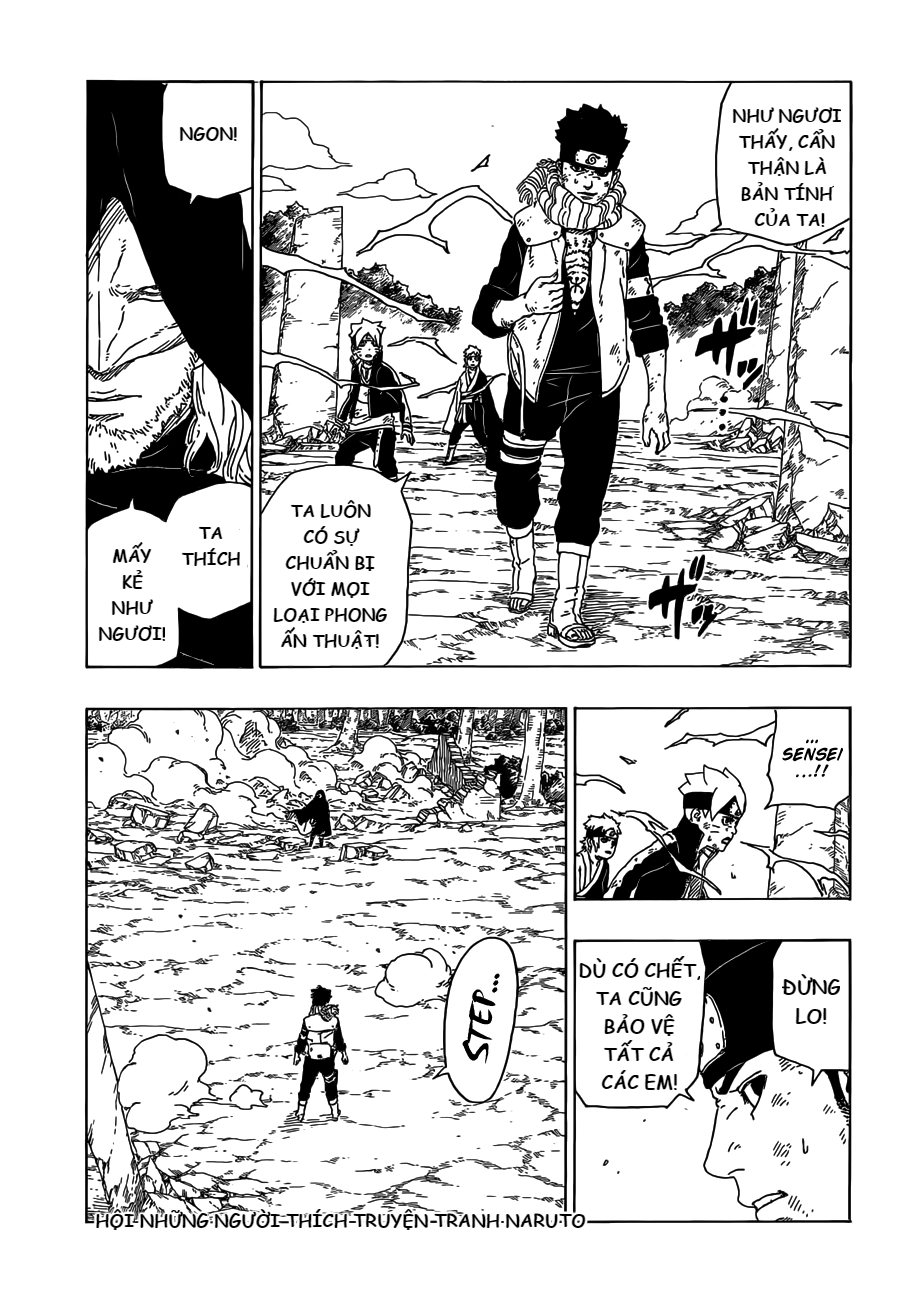 NHƯ NGƯƠI
THẤY, CẨN
THẬN LÀ
BẢN TÍNH
CỦA TA!
TA LUÔN
CÓ SỰ
CHUẨN BỊ
VỚI MỌI
LOẠI PHONG
ẤN THUẬT!
NGON!
TA
THÍCH
MẤY
KẺ
NHƯ
NGƯƠI!
...
SENSEI
...!!
ĐỪNG
LO!
DÙ CÓ CHẾT,
TA CŨNG
BẢO VỆ
TẤT CẢ
CÁC EM!
STEP...
HỘI NHỮNG NGƯỜI THÍCH TRUYỆN TRANH NARUTO